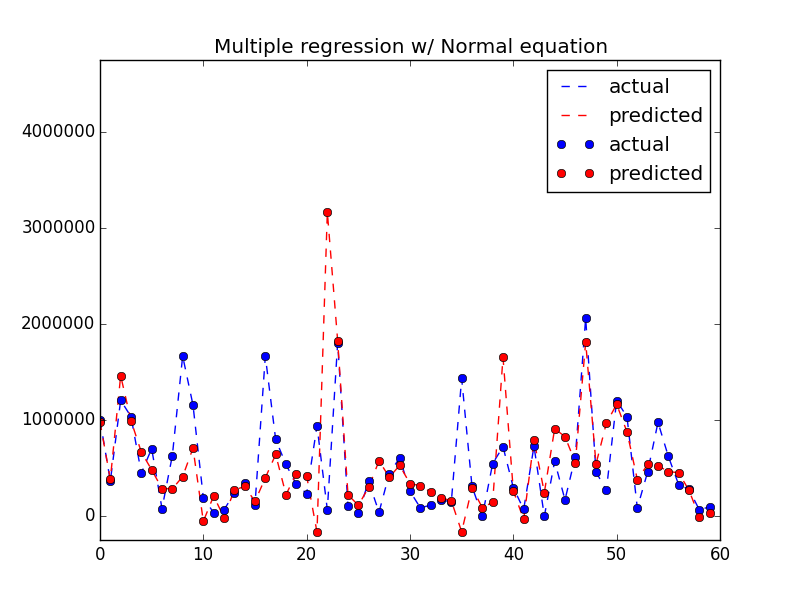 Multiple regression w/ Normal equation
actual
predicted
actual
predicted
4000000
3000000
2000000
1000000
0
0 10 20 30 40 50 60